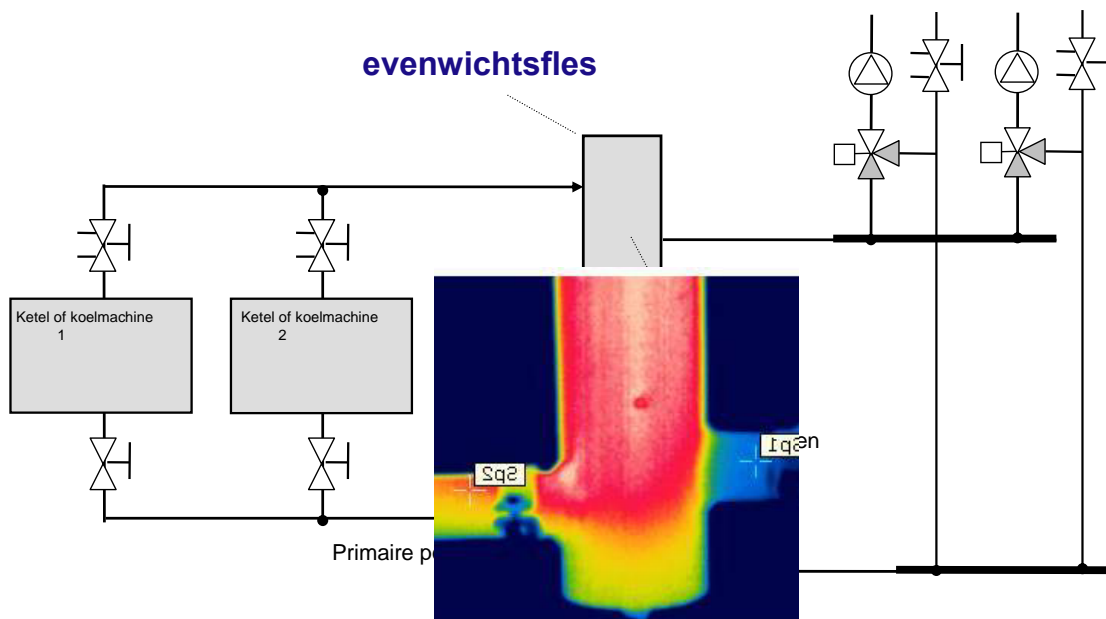 evenwichtsfles
Ketel of koelmachine
1
Ketel of koelmachine
2
en
Sp1
Sp2
Primaire p